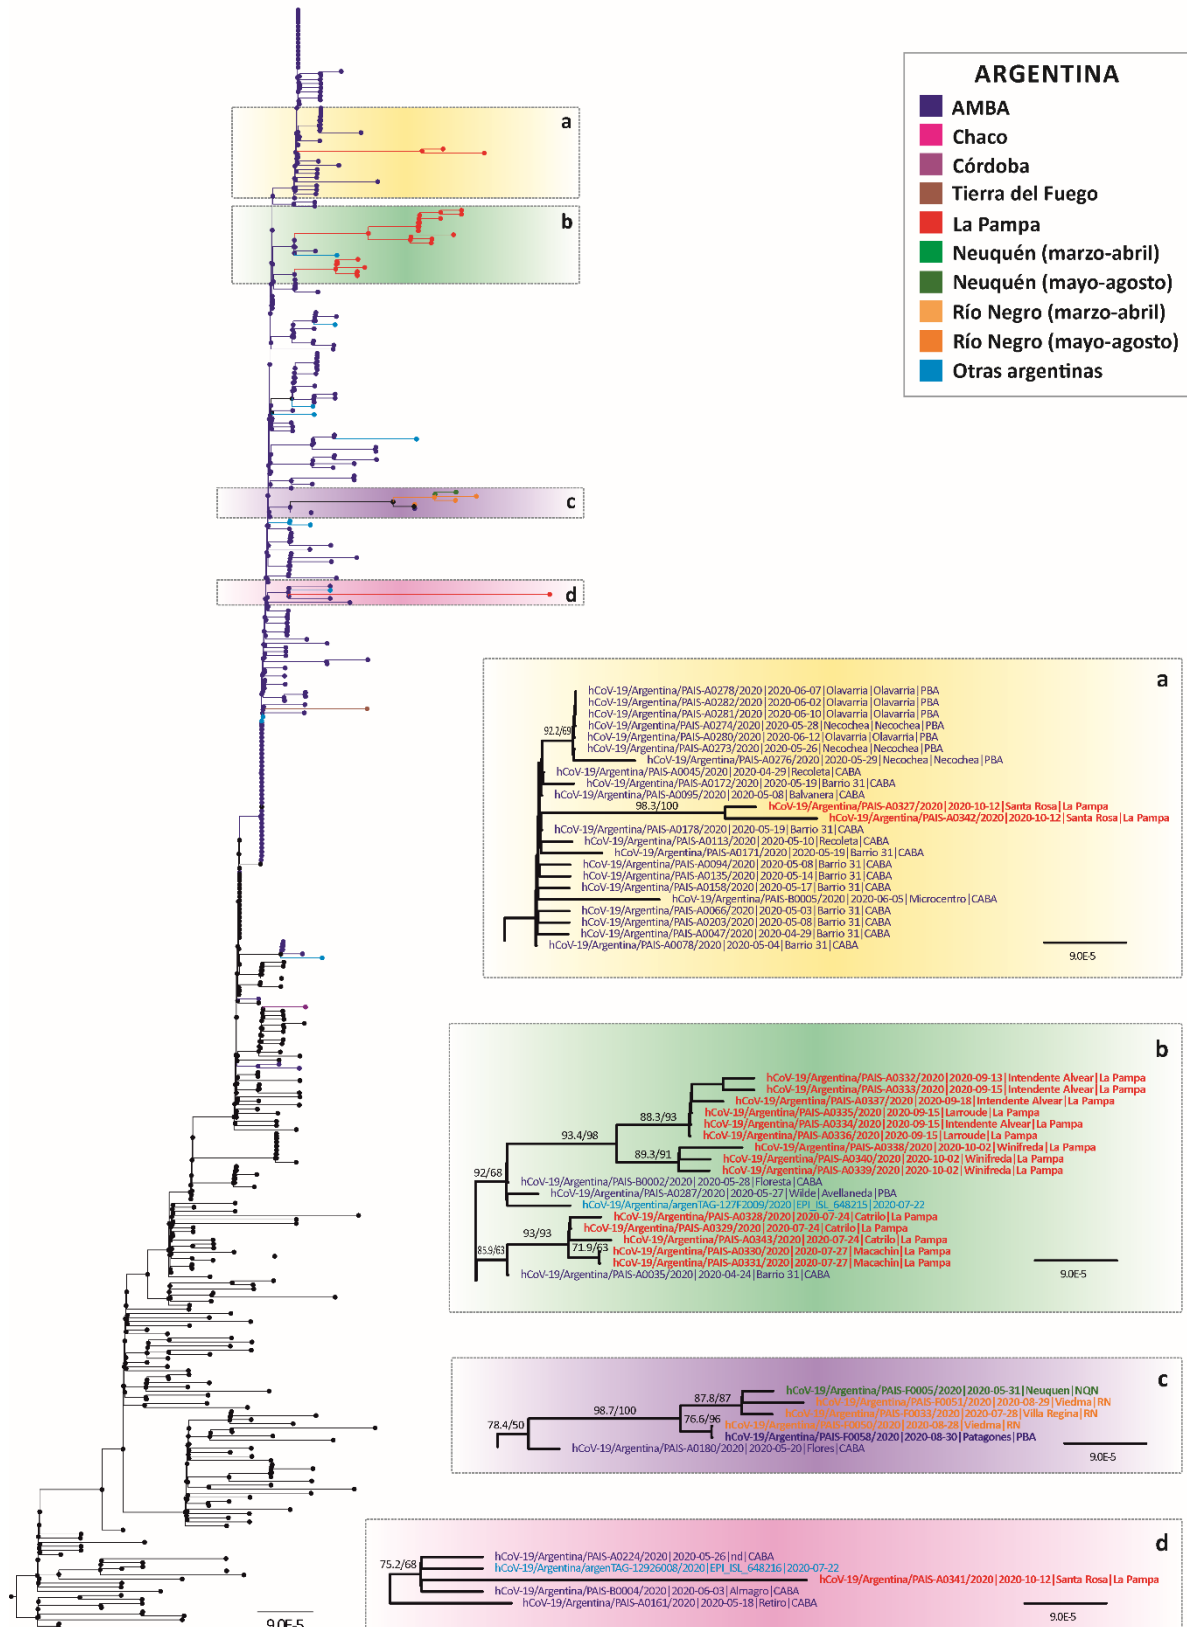 a
b
c
d
ARGENTINA
AMBA
Chaco
Córdoba
Tierra del Fuego
La Pampa
Neuquén (marzo-abril)
Neuquén (mayo-agosto)
Río Negro (marzo-abril)
Río Negro (mayo-agosto)
Otras argentinas
9.0E-5
a
hCoV-19/Argentina/PAIS-A0278/2020|2020-06-07|Olavarria|Olavarria|PBA
hCoV-19/Argentina/PAIS-A0282/2020|2020-06-02|Olavarria|Olavarria|PBA
hCoV-19/Argentina/PAIS-A0281/2020|2020-06-10|Olavarria|Olavarria|PBA
hCoV-19/Argentina/PAIS-A0274/2020|2020-05-28|Necochea|Necochea|PBA
92.2/69
hCoV-19/Argentina/PAIS-A0280/2020|2020-06-12|Olavarria|Olavarria|PBA
hCoV-19/Argentina/PAIS-A0273/2020|2020-05-26|Necochea|Necochea|PBA
hCoV-19/Argentina/PAIS-A0276/2020|2020-05-29|Necochea|Necochea|PBA
hCoV-19/Argentina/PAIS-A0045/2020|2020-04-29|Recoleta|CABA
hCoV-19/Argentina/PAIS-A0172/2020|2020-05-19|Barrio 31|CABA
hCoV-19/Argentina/PAIS-A0095/2020|2020-05-08|Balvanera|CABA
98.3/100
hCoV-19/Argentina/PAIS-A0327/2020|2020-10-12|Santa Rosa|La Pampa
hCoV-19/Argentina/PAIS-A0342/2020|2020-10-12|Santa Rosa|La Pampa
hCoV-19/Argentina/PAIS-A0178/2020|2020-05-19|Barrio 31|CABA
hCoV-19/Argentina/PAIS-A0113/2020|2020-05-10|Recoleta|CABA
hCoV-19/Argentina/PAIS-A0171/2020|2020-05-19|Barrio 31|CABA
hCoV-19/Argentina/PAIS-A0094/2020|2020-05-08|Barrio 31|CABA
hCoV-19/Argentina/PAIS-A0135/2020|2020-05-14|Barrio 31|CABA
hCoV-19/Argentina/PAIS-A0158/2020|2020-05-17|Barrio 31|CABA
hCoV-19/Argentina/PAIS-B0005/2020|2020-06-05|Microcentro|CABA
hCoV-19/Argentina/PAIS-A0066/2020|2020-05-03|Barrio 31|CABA
hCoV-19/Argentina/PAIS-A0203/2020|2020-05-08|Barrio 31|CABA
hCoV-19/Argentina/PAIS-A0047/2020|2020-04-29|Barrio 31|CABA
hCoV-19/Argentina/PAIS-A0078/2020|2020-05-04|Barrio 31|CABA
9.0E-5
b
hCoV-19/Argentina/PAIS-A0332/2020|2020-09-13|Intendente Alvear|La Pampa
hCoV-19/Argentina/PAIS-A0333/2020|2020-09-15|Intendente Alvear|La Pampa
hCoV-19/Argentina/PAIS-A0337/2020|2020-09-18|Intendente Alvear|La Pampa
hCoV-19/Argentina/PAIS-A0335/2020|2020-09-15|Larroude|La Pampa
88.3/93
hCoV-19/Argentina/PAIS-A0334/2020|2020-09-15|Intendente Alvear|La Pampa
hCoV-19/Argentina/PAIS-A0336/2020|2020-09-15|Larroude|La Pampa
93.4/98
hCoV-19/Argentina/PAIS-A0338/2020|2020-10-02|Winifreda|La Pampa
89.3/91
hCoV-19/Argentina/PAIS-A0340/2020|2020-10-02|Winifreda|La Pampa
hCoV-19/Argentina/PAIS-A0339/2020|2020-10-02|Winifreda|La Pampa
92/68
hCoV-19/Argentina/PAIS-B0002/2020|2020-05-28|Floresta|CABA
hCoV-19/Argentina/PAIS-A0287/2020|2020-05-27|Wilde|Avellaneda|PBA
hCoV-19/Argentina/argenTAG-127F2009/2020|EPI_ISL_648215|2020-07-22
hCoV-19/Argentina/PAIS-A0328/2020|2020-07-24|Catrilo|La Pampa
hCoV-19/Argentina/PAIS-A0329/2020|2020-07-24|Catrilo|La Pampa
93/93
hCoV-19/Argentina/PAIS-A0343/2020|2020-07-24|Catrilo|La Pampa
85.9/63
71.9/63
hCoV-19/Argentina/PAIS-A0330/2020|2020-07-27|Macachin|La Pampa
hCoV-19/Argentina/PAIS-A0331/2020|2020-07-27|Macachin|La Pampa
hCoV-19/Argentina/PAIS-A0035/2020|2020-04-24|Barrio 31|CABA
9.0E-5
c
hCoV-19/Argentina/PAIS-F0005/2020|2020-05-31|Neuquen|NQN
87.8/87
hCoV-19/Argentina/PAIS-F0051/2020|2020-08-29|Viedma|RN
98.7/100
hCoV-19/Argentina/PAIS-F0033/2020|2020-07-28|Villa Regina|RN
76.6/96
hCoV-19/Argentina/PAIS-F0050/2020|2020-08-28|Viedma|RN
78.4/50
hCoV-19/Argentina/PAIS-F0058/2020|2020-08-30|Patagones|PBA
hCoV-19/Argentina/PAIS-A0180/2020|2020-05-20|Flores|CABA
9.0E-5
d
hCoV-19/Argentina/PAIS-A0224/2020|2020-05-26|nd|CABA
75.2/68
hCoV-19/Argentina/argenTAG-12926008/2020|EPI_ISL_648216|2020-07-22
hCoV-19/Argentina/PAIS-A0341/2020|2020-10-12|Santa Rosa|La Pampa
hCoV-19/Argentina/PAIS-B0004/2020|2020-06-03|Almagro|CABA
hCoV-19/Argentina/PAIS-A0161/2020|2020-05-18|Retiro|CABA
9.0E-5